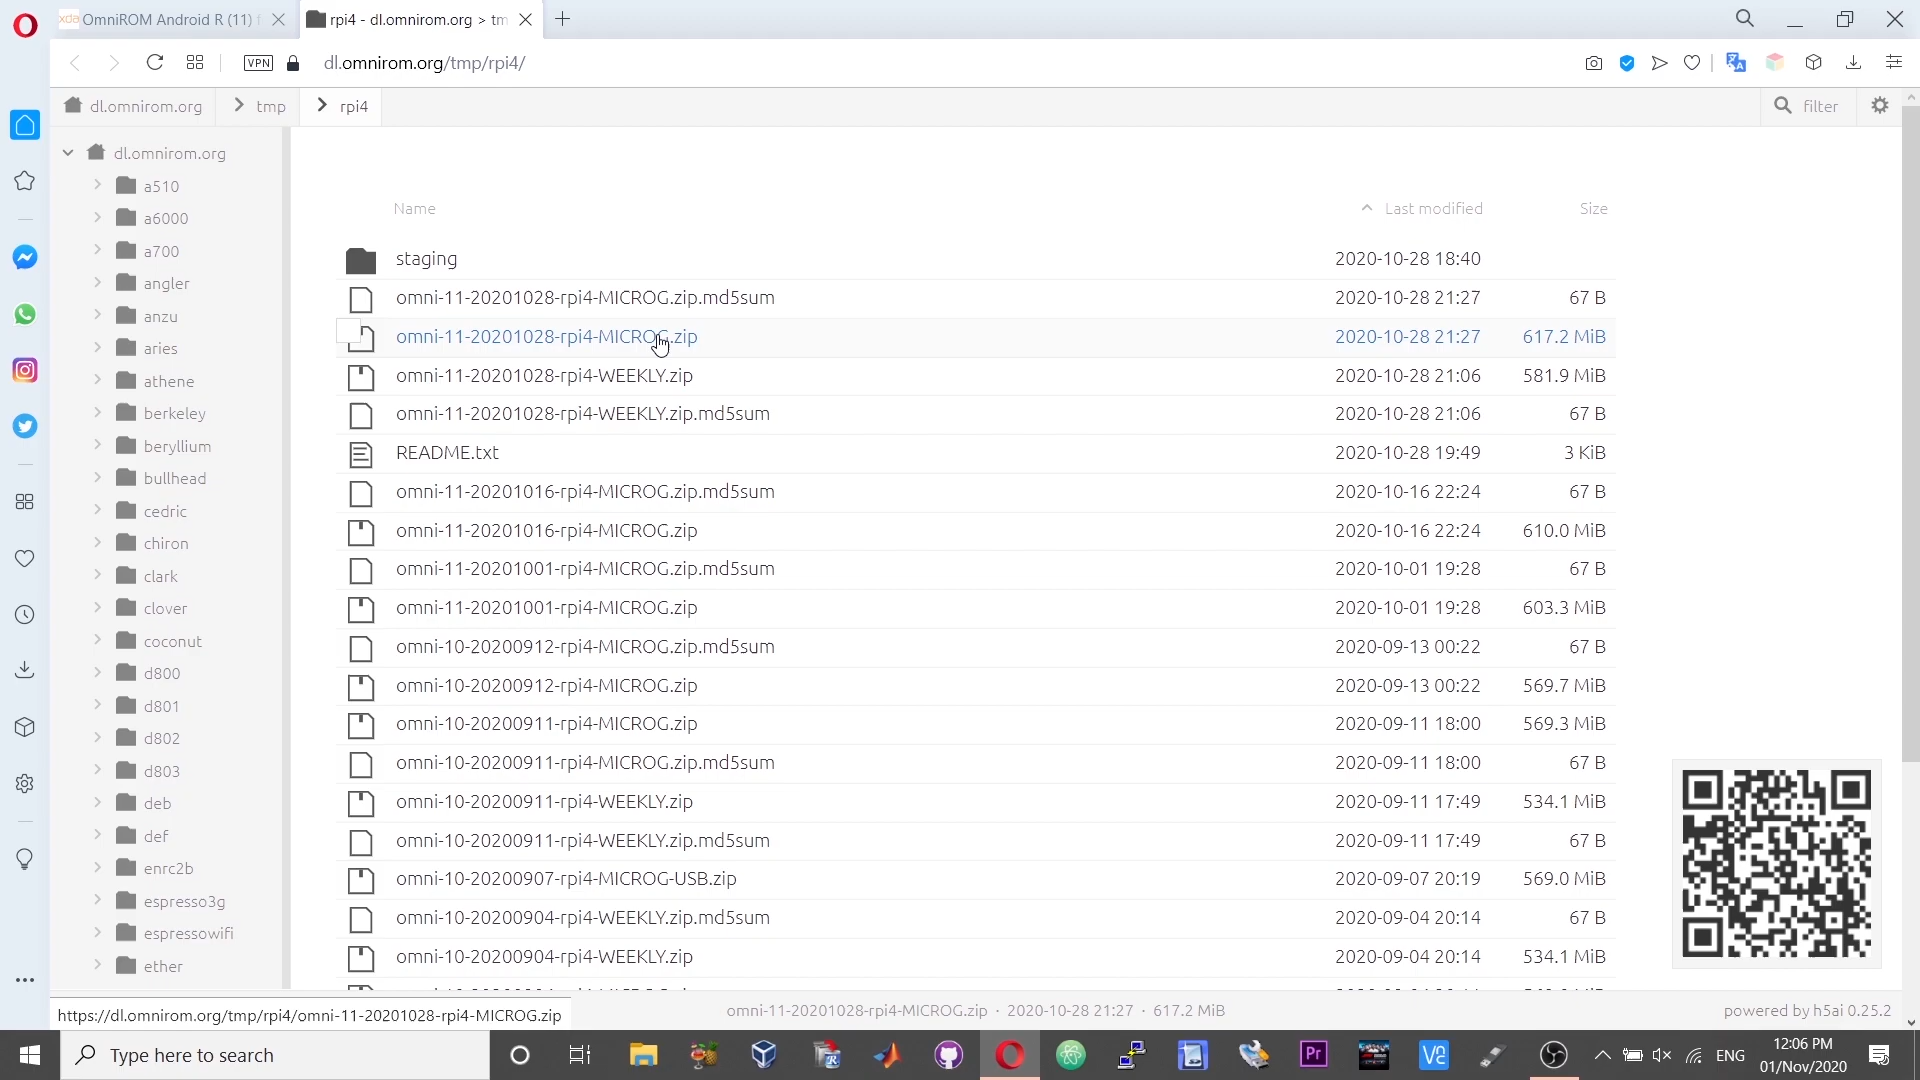 xda OmniROM Android R (11) f
rpi4 - dl.omnirom.org > tm
VPN
dl.omnirom.org/tmp/rpi4/
dl.omnirom.org
tmp
rpi4
filter
dl.omnirom.org
a510
a6000
a700
angler
anzu
aries
athene
berkeley
beryllium
bullhead
cedric
chiron
clark
clover
coconut
d800
d801
d802
d803
deb
def
enrc2b
espresso3g
espressowifi
ether
Name Last modified Size
staging 2020-10-28 18:40
omni-11-20201028-rpi4-MICROG.zip.md5sum 2020-10-28 21:27 67 B
omni-11-20201028-rpi4-MICROG.zip 2020-10-28 21:27 617.2 MiB
omni-11-20201028-rpi4-WEEKLY.zip 2020-10-28 21:06 581.9 MiB
omni-11-20201028-rpi4-WEEKLY.zip.md5sum 2020-10-28 21:06 67 B
README.txt 2020-10-28 19:49 3 KiB
omni-11-20201016-rpi4-MICROG.zip.md5sum 2020-10-16 22:24 67 B
omni-11-20201016-rpi4-MICROG.zip 2020-10-16 22:24 610.0 MiB
omni-11-20201001-rpi4-MICROG.zip.md5sum 2020-10-01 19:28 67 B
omni-11-20201001-rpi4-MICROG.zip 2020-10-01 19:28 603.3 MiB
omni-10-20200912-rpi4-MICROG.zip.md5sum 2020-09-13 00:22 67 B
omni-10-20200912-rpi4-MICROG.zip 2020-09-13 00:22 569.7 MiB
omni-10-20200911-rpi4-MICROG.zip 2020-09-11 18:00 569.3 MiB
omni-10-20200911-rpi4-MICROG.zip.md5sum 2020-09-11 18:00 67 B
omni-10-20200911-rpi4-WEEKLY.zip 2020-09-11 17:49 534.1 MiB
omni-10-20200911-rpi4-WEEKLY.zip.md5sum 2020-09-11 17:49 67 B
omni-10-20200907-rpi4-MICROG-USB.zip 2020-09-07 20:19 569.0 MiB
omni-10-20200904-rpi4-WEEKLY.zip.md5sum 2020-09-04 20:14 67 B
omni-10-20200904-rpi4-WEEKLY.zip 2020-09-04 20:14 534.1 MiB
https://dl.omnirom.org/tmp/rpi4/omni-11-20201028-rpi4-MICROG.zip
omni-11-20201028-rpi4-MICROG.zip · 2020-10-28 21:27 · 617.2 MiB
powered by h5ai 0.25.2
Type here to search
Pr
ENG
12:06 PM
01/Nov/2020